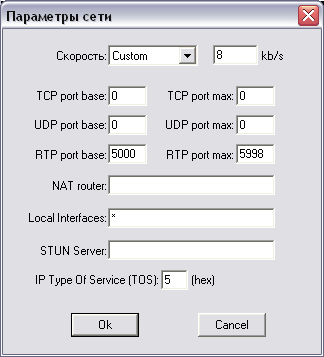 Параметры сети
Скорость: Custom 8 kb/s
TCP port base: 0 TCP port max: 0
UDP port base: 0 UDP port max: 0
RTP port base: 5000 RTP port max: 5998
NAT router:
Local Interfaces: *
STUN Server:
IP Type Of Service (TOS): 5 (hex)
Ok Cancel